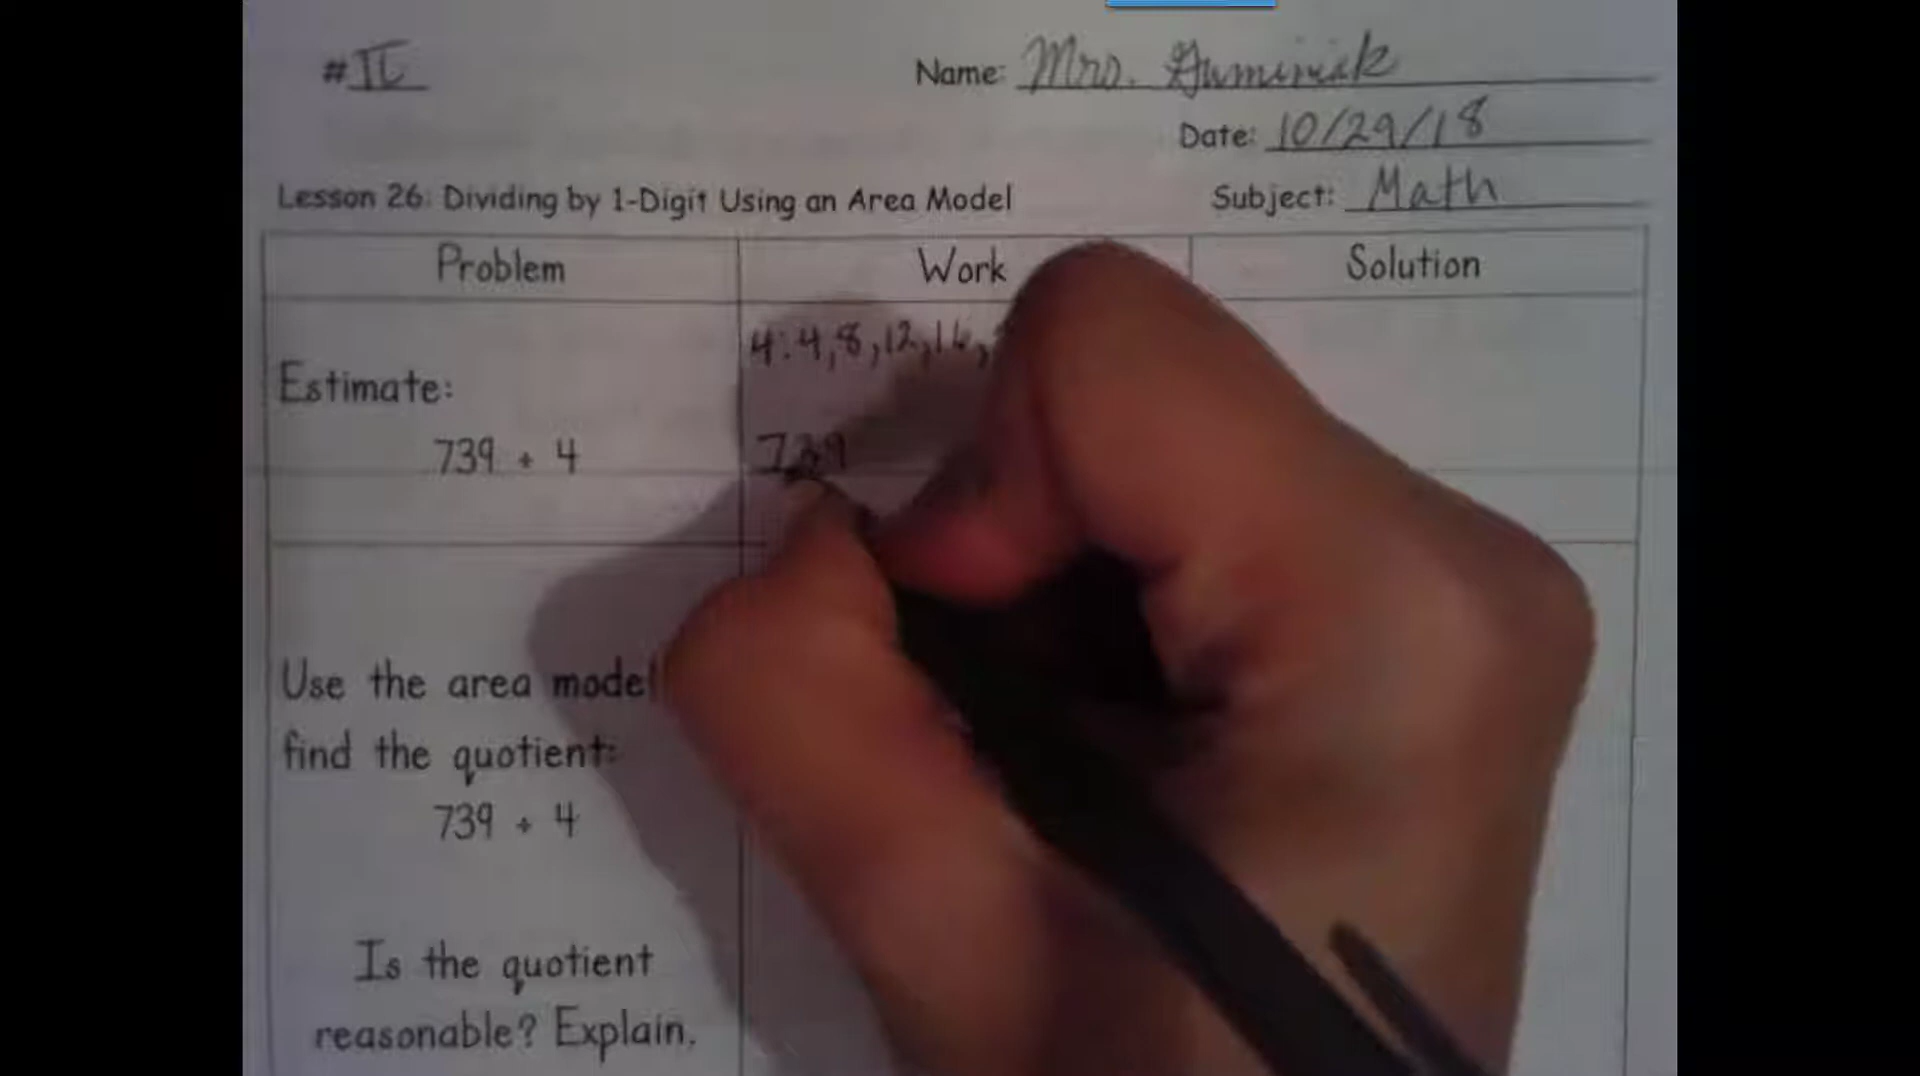 #π
Name: Mrs. Guminiak
Date: 10/29/18
Lesson 26: Dividing by 1-Digit Using an Area Model
Subject: Math
Problem
Work
Solution
Estimate:
739 ÷ 4
4: 4, 8, 12, 16,
739
Use the area model
find the quotient:
739 ÷ 4
Is the quotient
reasonable? Explain.